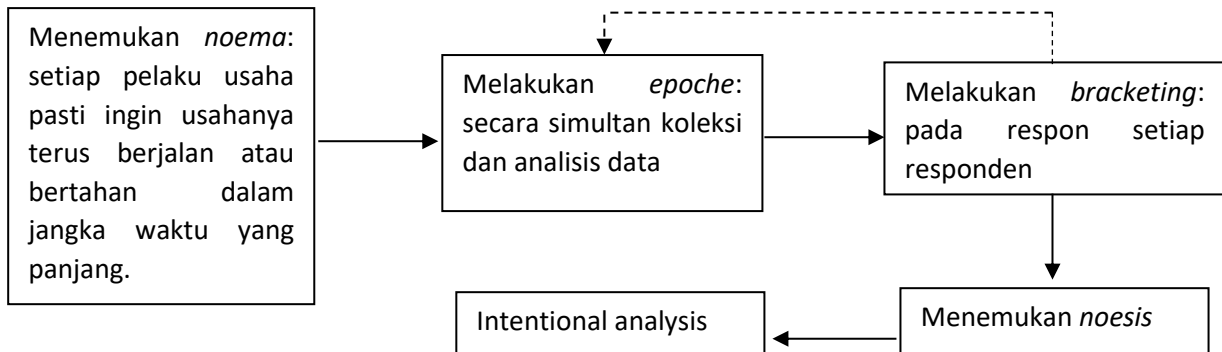 Menemukan noema:
setiap pelaku usaha
pasti ingin usahanya
terus berjalan atau
bertahan dalam
jangka waktu yang
panjang.
Melakukan epoche:
secara simultan koleksi
dan analisis data
Melakukan bracketing:
pada respon setiap
responden
Menemukan noesis
Intentional analysis